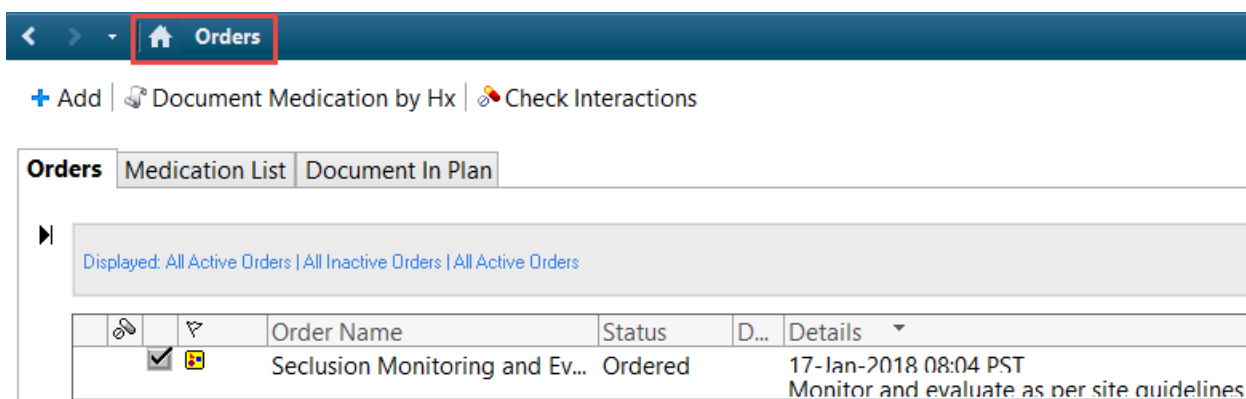 Orders
Add Document Medication by Hx Check Interactions
Orders Medication List Document In Plan
Displayed: All Active Orders | All Inactive Orders | All Active Orders
Order Name Status D... Details
Seclusion Monitoring and Ev... Ordered 17-Jan-2018 08:04 PST
Monitor and evaluate as per site guidelines